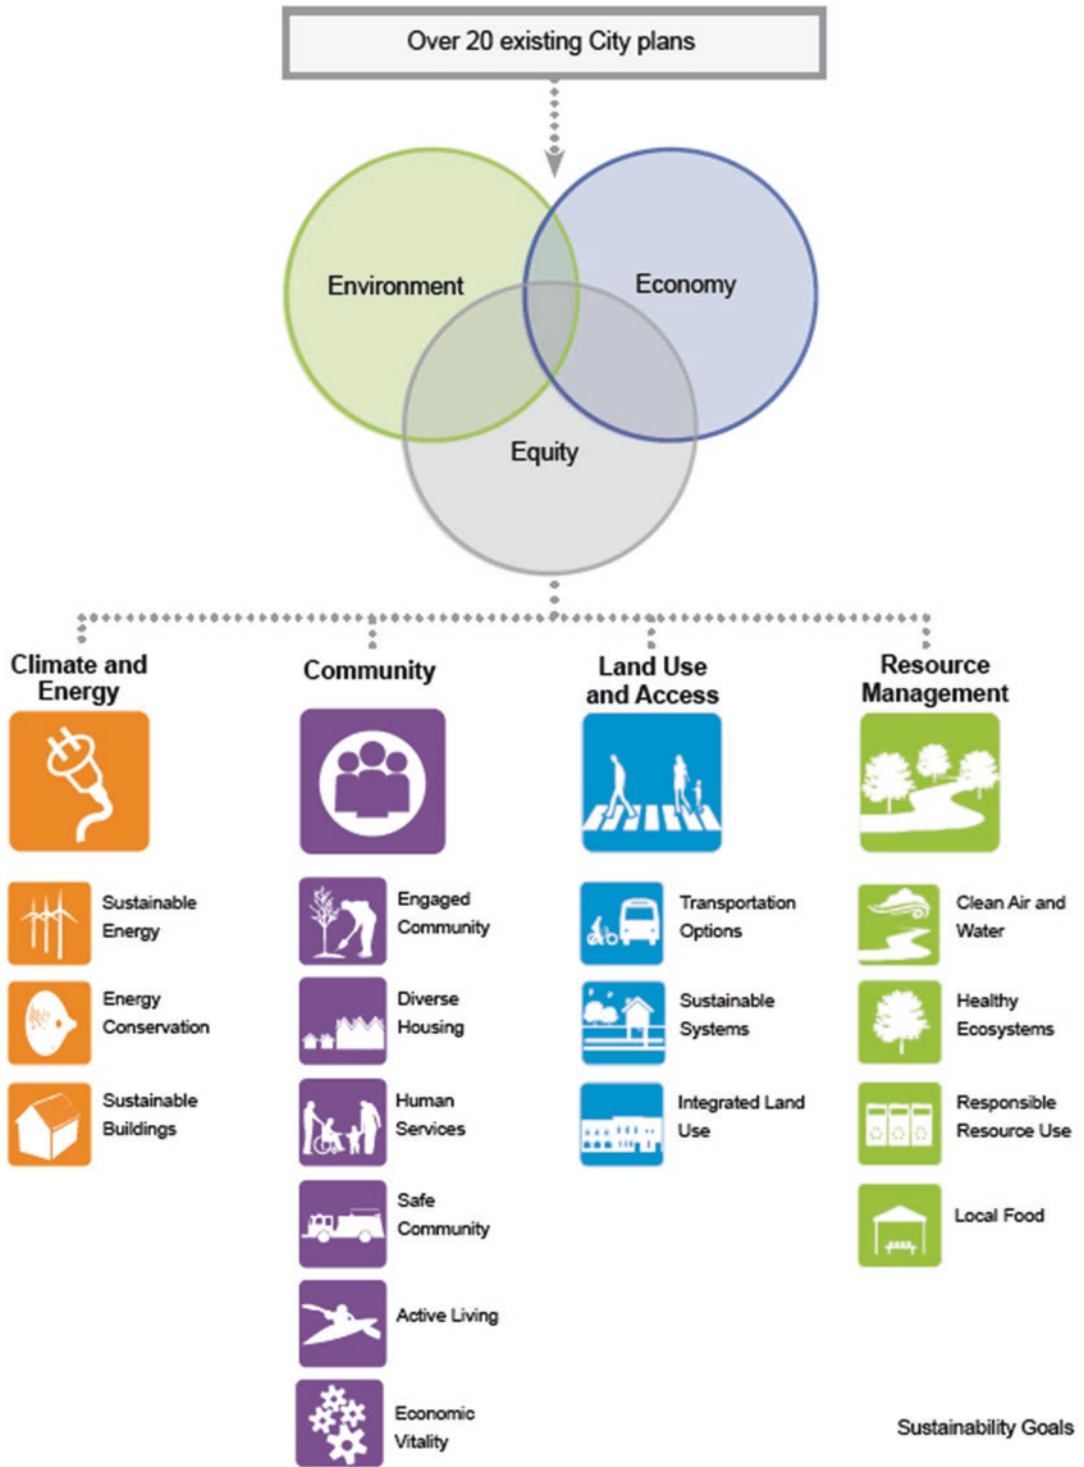 Over 20 existing City plans
Environment
Economy
Equity
Climate and
Energy
Community
Land Use
and Access
Resource
Management
Sustainable
Energy
Energy
Conservation
Sustainable
Buildings
Engaged
Community
Diverse
Housing
Human
Services
Safe
Community
Active Living
Economic
Vitality
Transportation
Options
Sustainable
Systems
Integrated Land
Use
Clean Air and
Water
Healthy
Ecosystems
Responsible
Resource Use
Local Food
Sustainability Goals